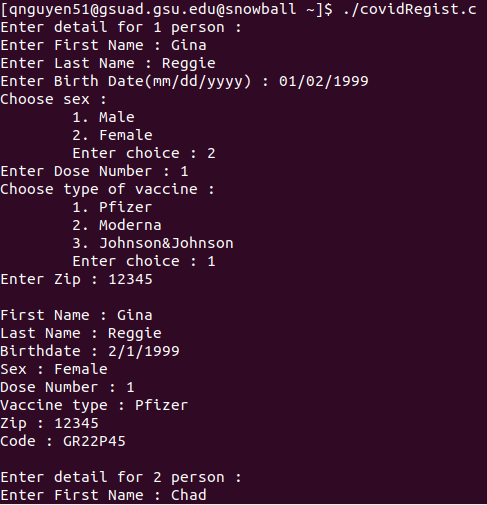 [qnguyen51@gsuad.gsu.edu@snowball ~]$ ./covidRegist.c
Enter detail for 1 person :
Enter First Name : Gina
Enter Last Name : Reggie
Enter Birth Date(mm/dd/yyyy) : 01/02/1999
Choose sex :
        1. Male
        2. Female
        Enter choice : 2
Enter Dose Number : 1
Choose type of vaccine :
        1. Pfizer
        2. Moderna
        3. Johnson&Johnson
        Enter choice : 1
Enter Zip : 12345

First Name : Gina
Last Name : Reggie
Birthdate : 2/1/1999
Sex : Female
Dose Number : 1
Vaccine type : Pfizer
Zip : 12345
Code : GR22P45

Enter detail for 2 person :
Enter First Name : Chad